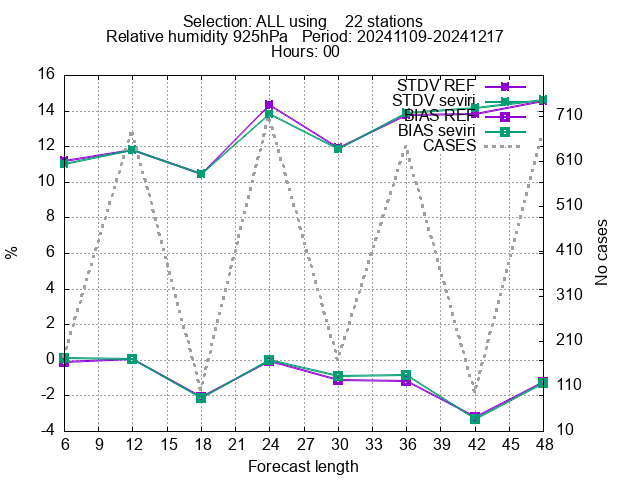 Selection: ALL using 22 stations
Relative humidity 925hPa Period: 20241109-20241217
Hours: 00
STDV REF
STDV seviri
BIAS REF
BIAS seviri
CASES
16
14
12
10
8
6
4
2
0
-2
-4
%
710
610
510
410
310
210
110
10
No cases
6 9 12 15 18 21 24 27 30 33 36 39 42 45 48
Forecast length